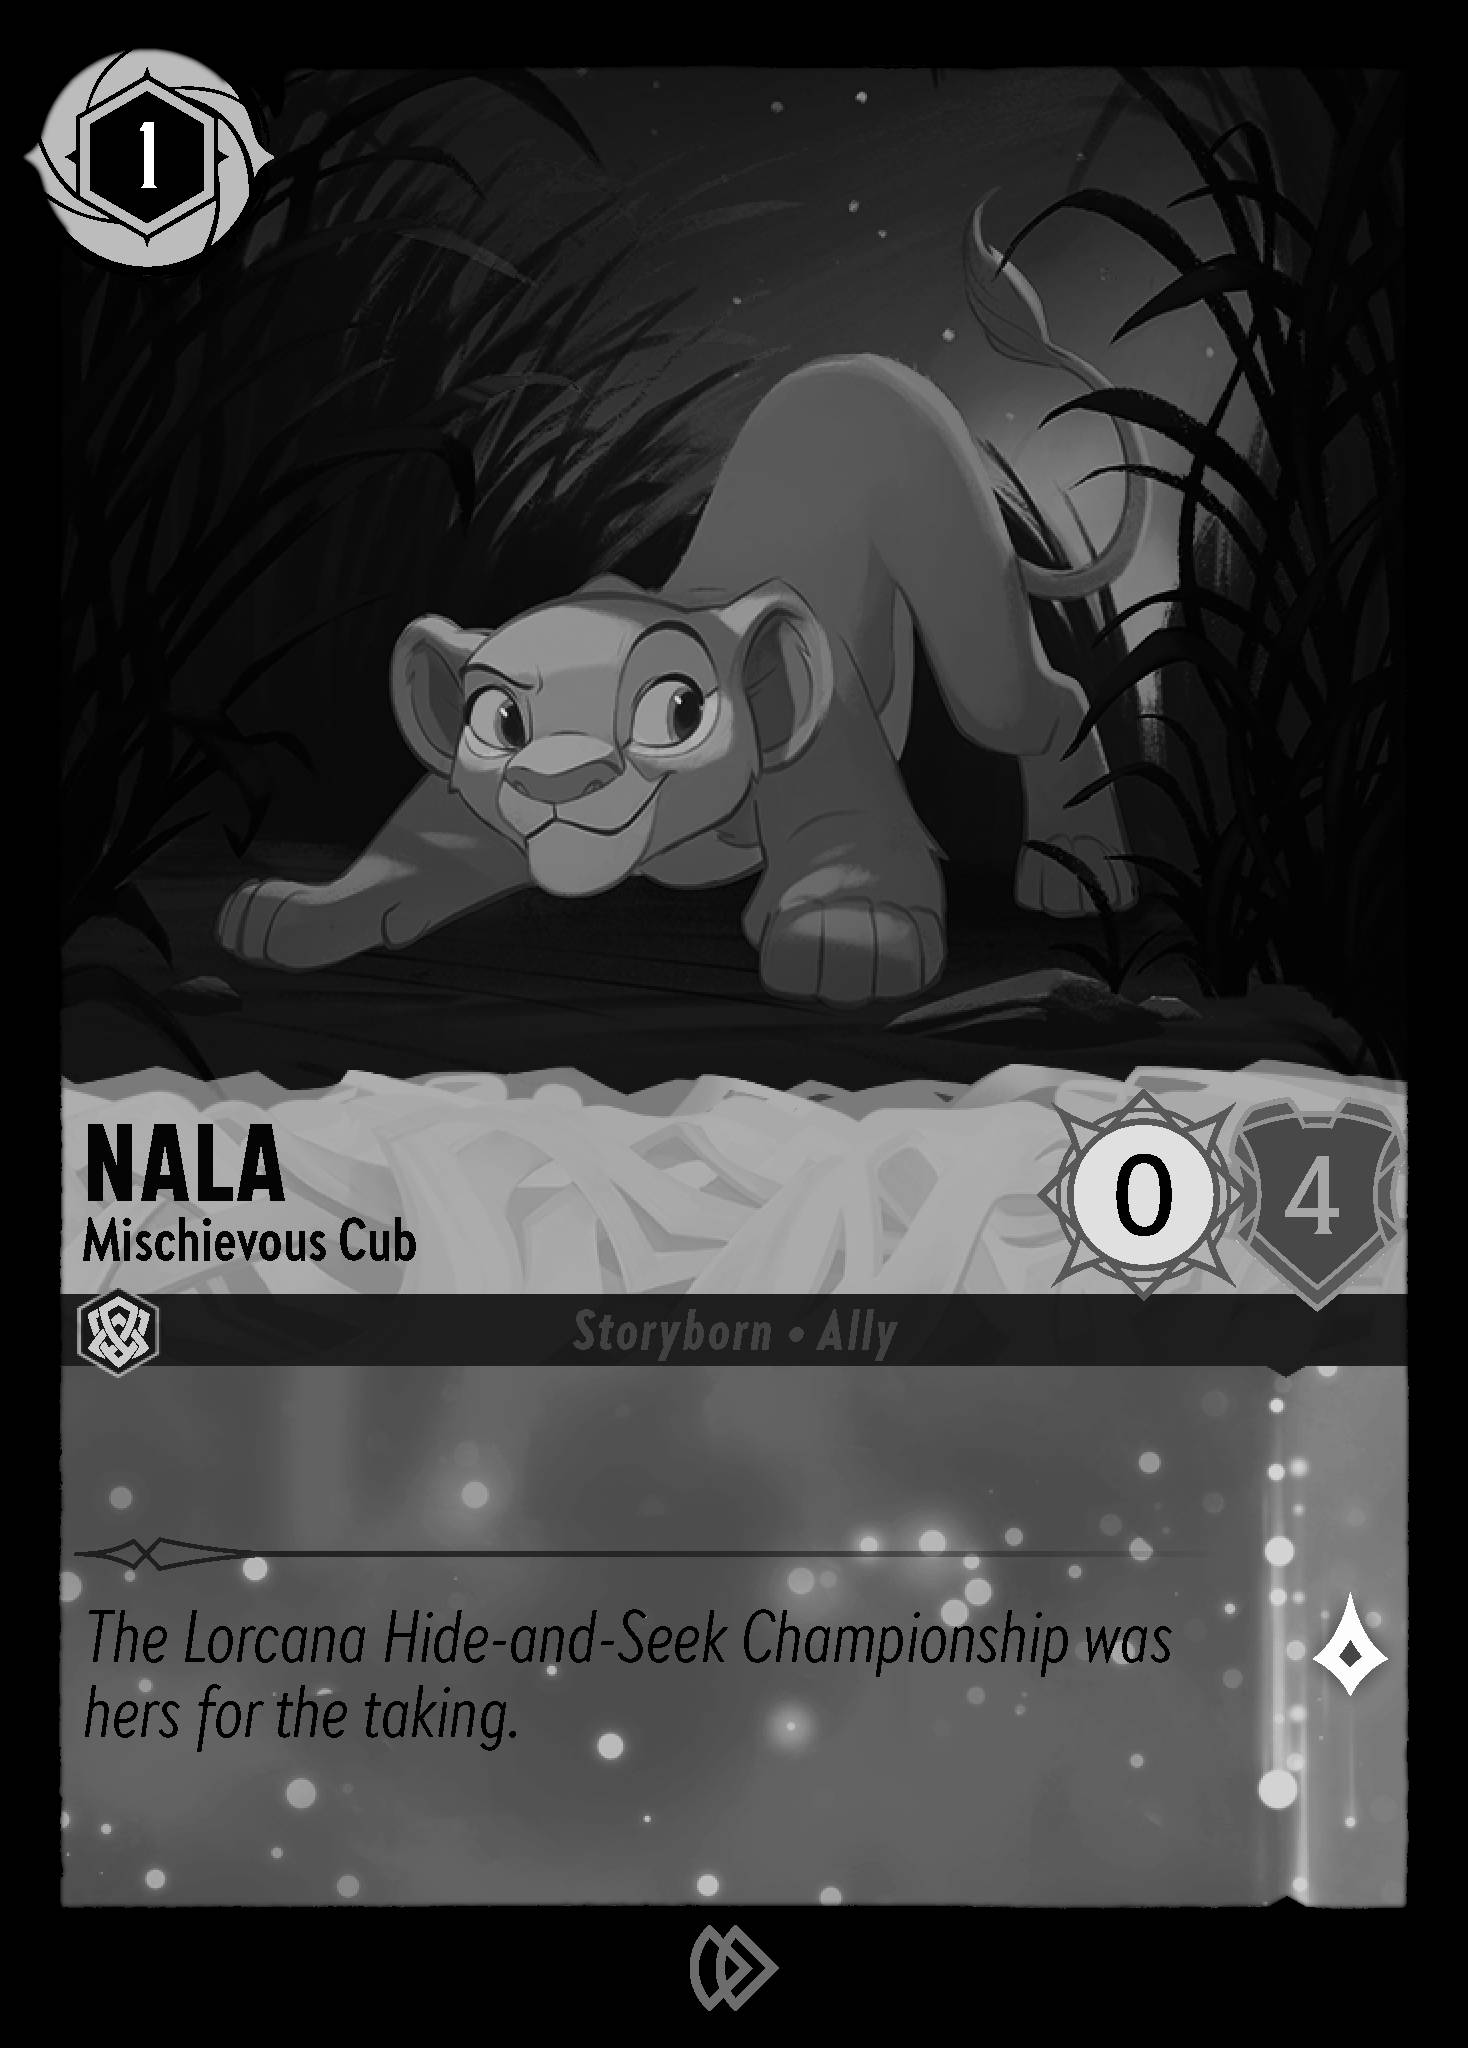 1
NALA
Mischievous Cub
0
4
Storyborn • Ally
The Lorcana Hide-and-Seek Championship was
hers for the taking.